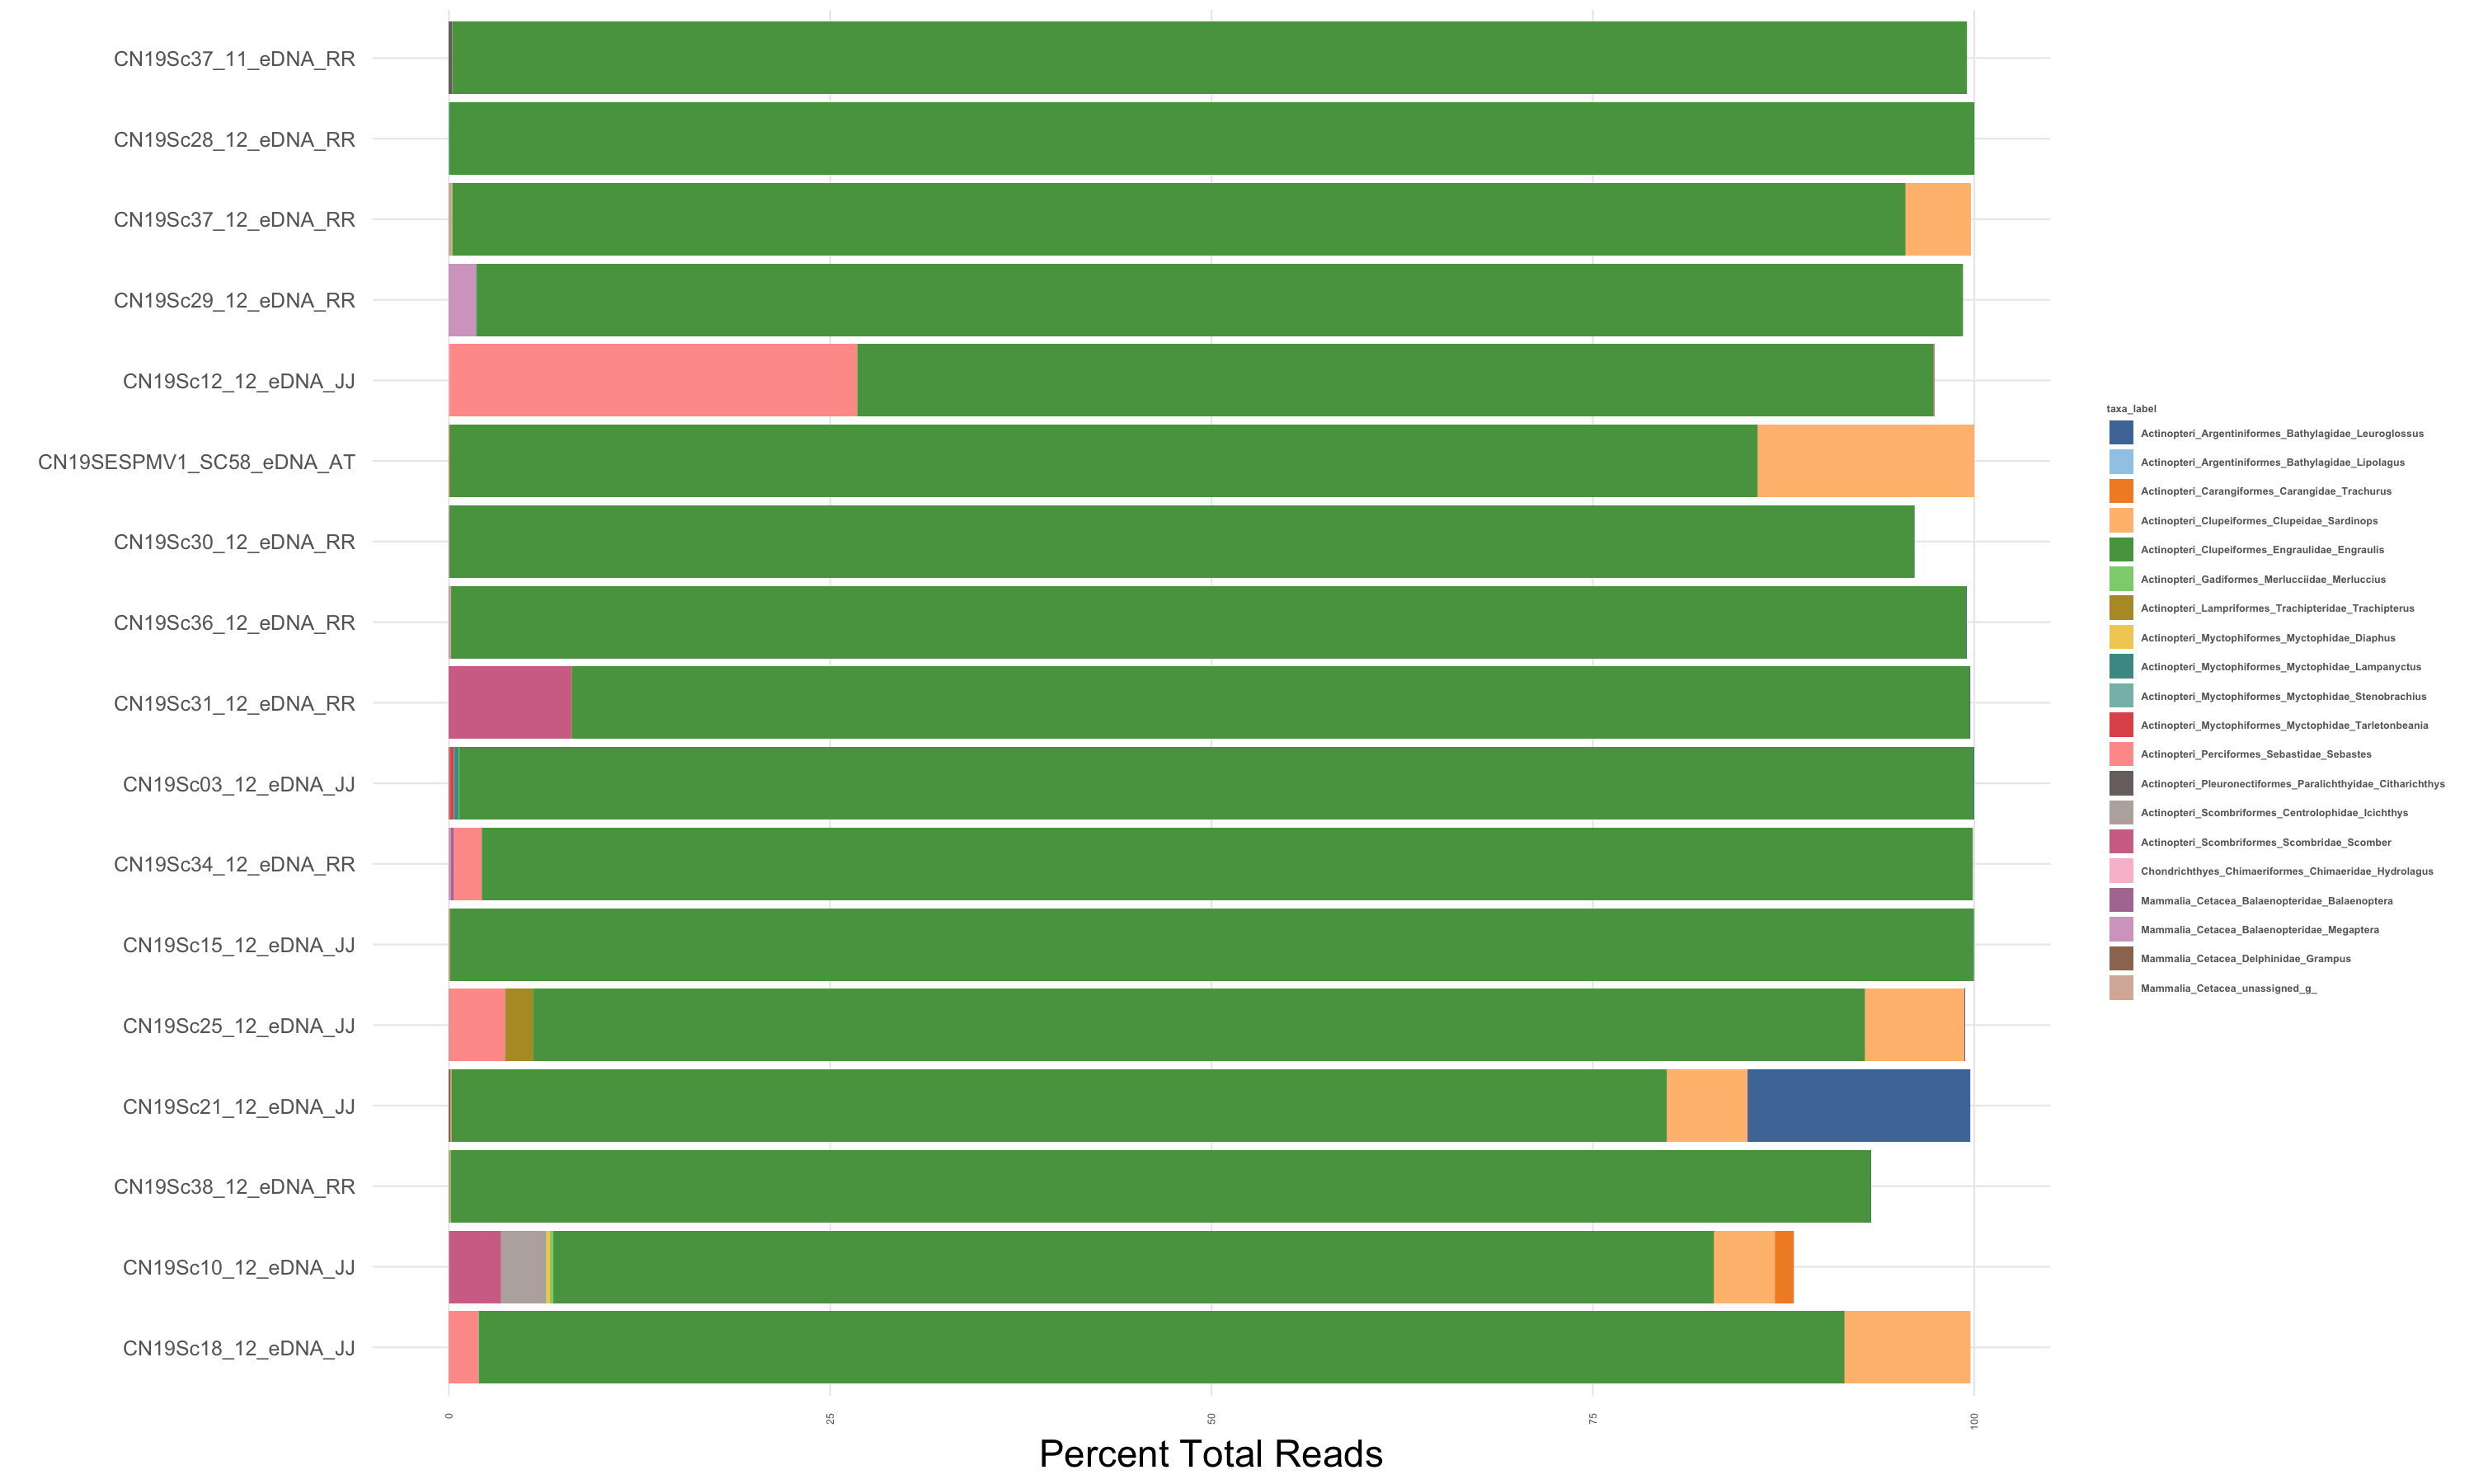 CN19Sc37_11_eDNA_RR
CN19Sc28_12_eDNA_RR
CN19Sc37_12_eDNA_RR
CN19Sc29_12_eDNA_RR
CN19Sc12_12_eDNA_JJ
CN19SESPMV1_SC58_eDNA_AT
CN19Sc30_12_eDNA_RR
CN19Sc36_12_eDNA_RR
CN19Sc31_12_eDNA_RR
CN19Sc03_12_eDNA_JJ
CN19Sc34_12_eDNA_RR
CN19Sc15_12_eDNA_JJ
CN19Sc25_12_eDNA_JJ
CN19Sc21_12_eDNA_JJ
CN19Sc38_12_eDNA_RR
CN19Sc10_12_eDNA_JJ
CN19Sc18_12_eDNA_JJ
0
25
50
75
100
Percent Total Reads
taxa_label
Actinopteri_Argentiniformes_Bathylagidae_Leuroglossus
Actinopteri_Argentiniformes_Bathylagidae_Lipolagus
Actinopteri_Carangiformes_Carangidae_Trachurus
Actinopteri_Clupeiformes_Clupeidae_Sardinops
Actinopteri_Clupeiformes_Engraulidae_Engraulis
Actinopteri_Gadiformes_Merlucciidae_Merluccius
Actinopteri_Lampriformes_Trachipteridae_Trachipterus
Actinopteri_Myctophiformes_Myctophidae_Diaphus
Actinopteri_Myctophiformes_Myctophidae_Lampanyctus
Actinopteri_Myctophiformes_Myctophidae_Stenobrachius
Actinopteri_Myctophiformes_Myctophidae_Tarletonbeania
Actinopteri_Perciformes_Sebastidae_Sebastes
Actinopteri_Pleuronectiformes_Paralichthyidae_Citharichthys
Actinopteri_Scombriformes_Centrolophidae_Icichthys
Actinopteri_Scombriformes_Scombridae_Scomber
Chondrichthyes_Chimaeriformes_Chimaeridae_Hydrolagus
Mammalia_Cetacea_Balaenopteridae_Balaenoptera
Mammalia_Cetacea_Balaenopteridae_Megaptera
Mammalia_Cetacea_Delphinidae_Grampus
Mammalia_Cetacea_unassigned_g_